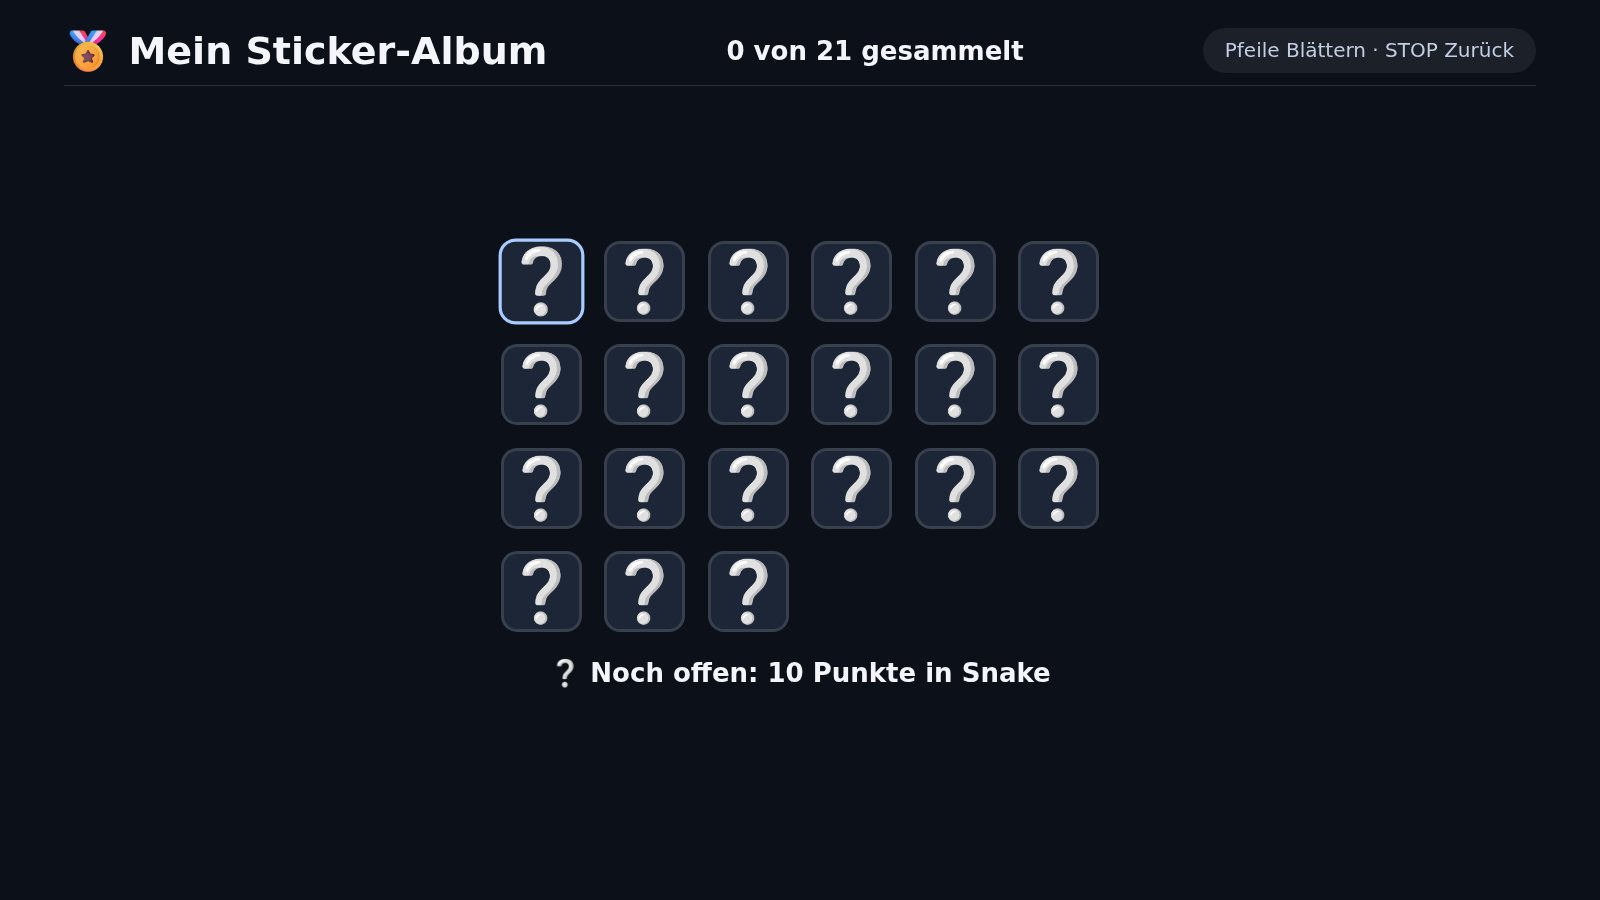 🏅 Mein Sticker-Album
0 von 21 gesammelt
Pfeile Blättern · STOP Zurück
❔ ❔ ❔ ❔ ❔ ❔
❔ ❔ ❔ ❔ ❔ ❔
❔ ❔ ❔ ❔ ❔ ❔
❔ ❔ ❔
❔ Noch offen: 10 Punkte in Snake